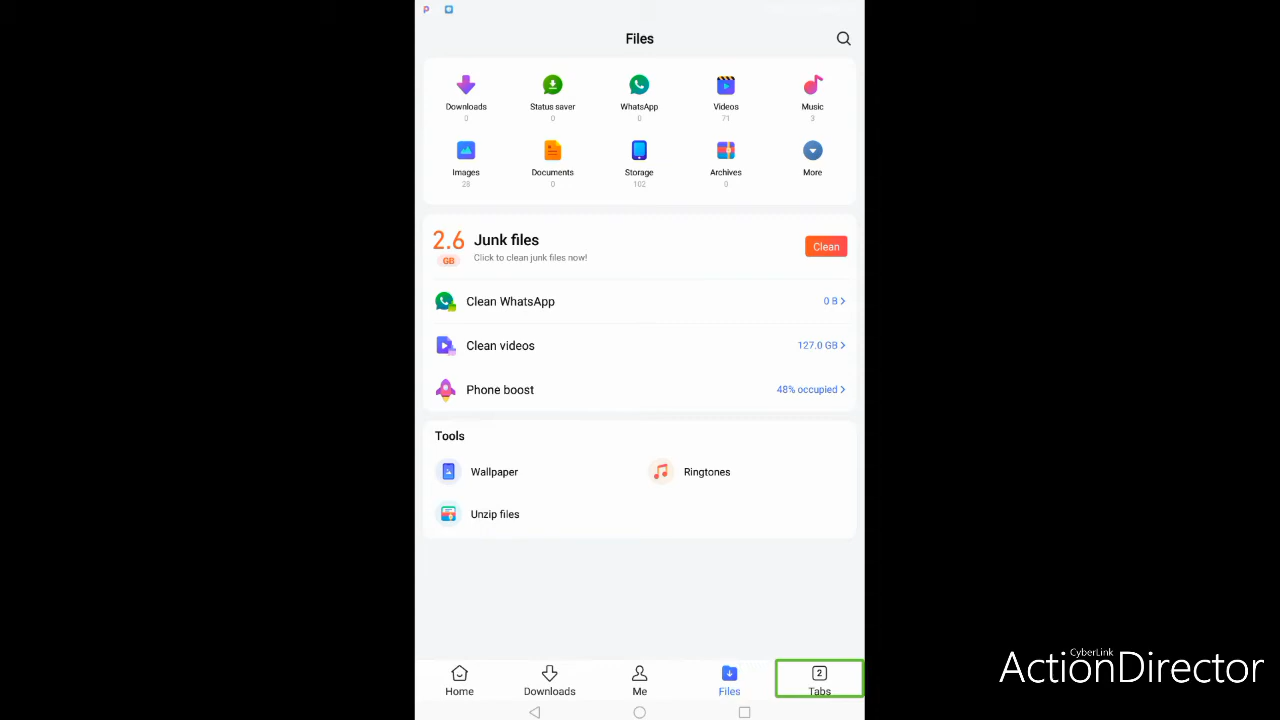 Files
Downloads
0
Status saver
0
WhatsApp
0
Videos
71
Music
3
Images
28
Documents
0
Storage
102
Archives
0
More
2.6
GB
Junk files
Click to clean junk files now!
Clean
Clean WhatsApp
0 B
Clean videos
127.0 GB
Phone boost
48% occupied
Tools
Wallpaper
Ringtones
Unzip files
Home
Downloads
Me
Files
2
Tabs
CyberLink
ActionDirector